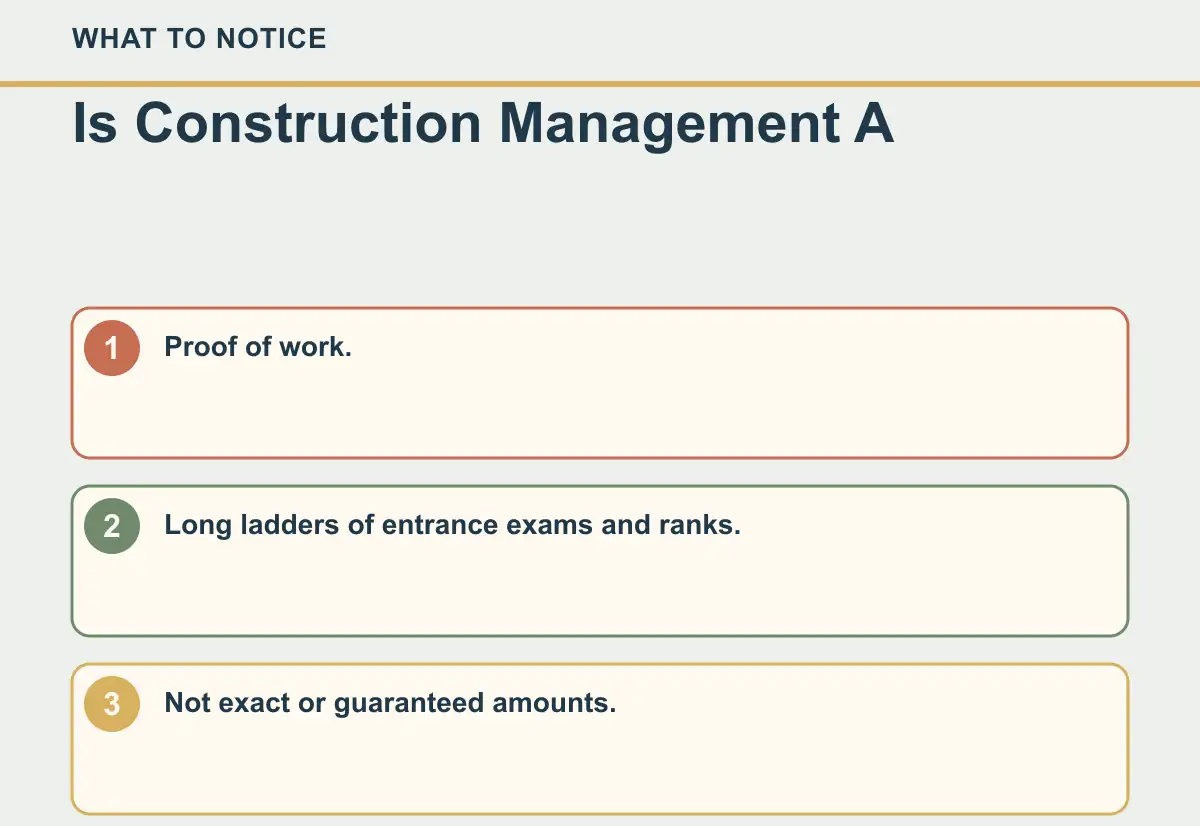 WHAT TO NOTICE
Is Construction Management A
1 Proof of work.
2 Long ladders of entrance exams and ranks.
3 Not exact or guaranteed amounts.